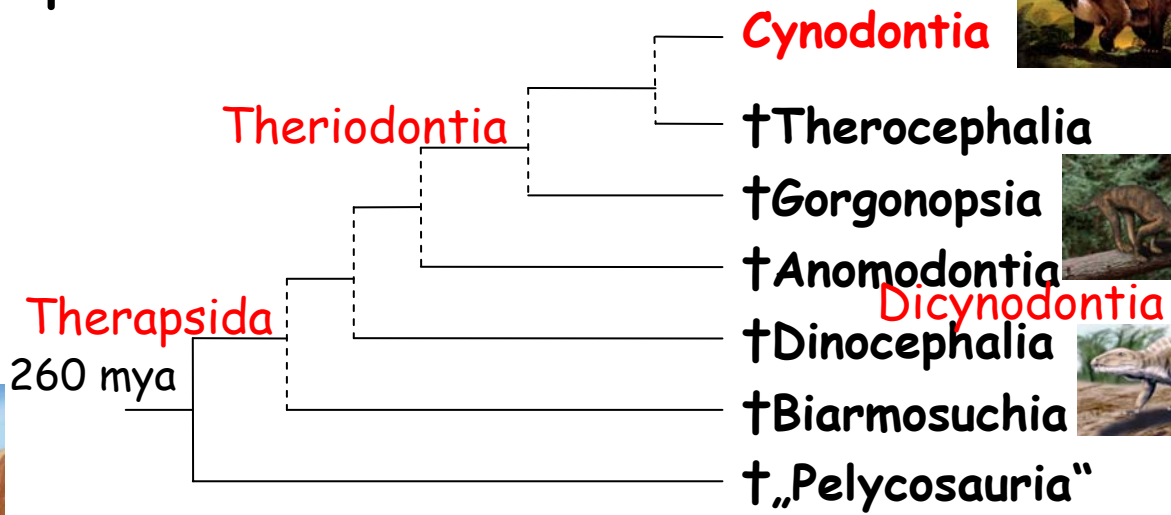 Cynodontia
Theriodontia
†Therocephalia
†Gorgonopsia
†Anomodontia
Dicynodontia
Therapsida
†Dinocephalia
260 mya
†Biarmosuchia
†„Pelycosauria“